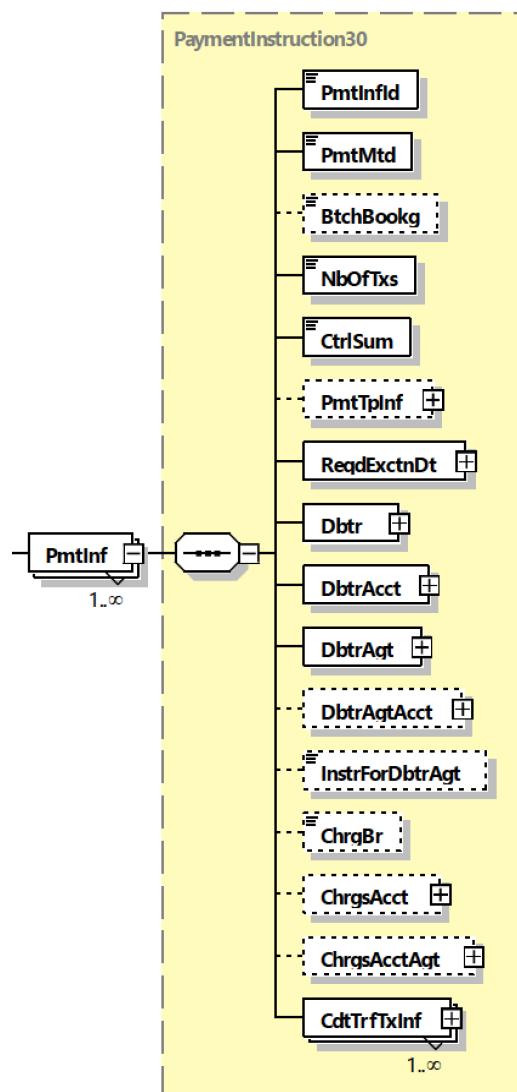 PaymentInstruction30
PmtInfId
PmtMtd
BtchBookg
NbOfTxs
CtrlSum
PmtTpInf
ReqdExctnDt
Dbtr
PmtInf
1..∞
DbtrAcct
DbtrAgt
DbtrAgtAcct
InstrForDbtrAgt
ChrgBr
ChrgsAcct
ChrgsAcctAgt
CdtTrfTxInf
1..∞